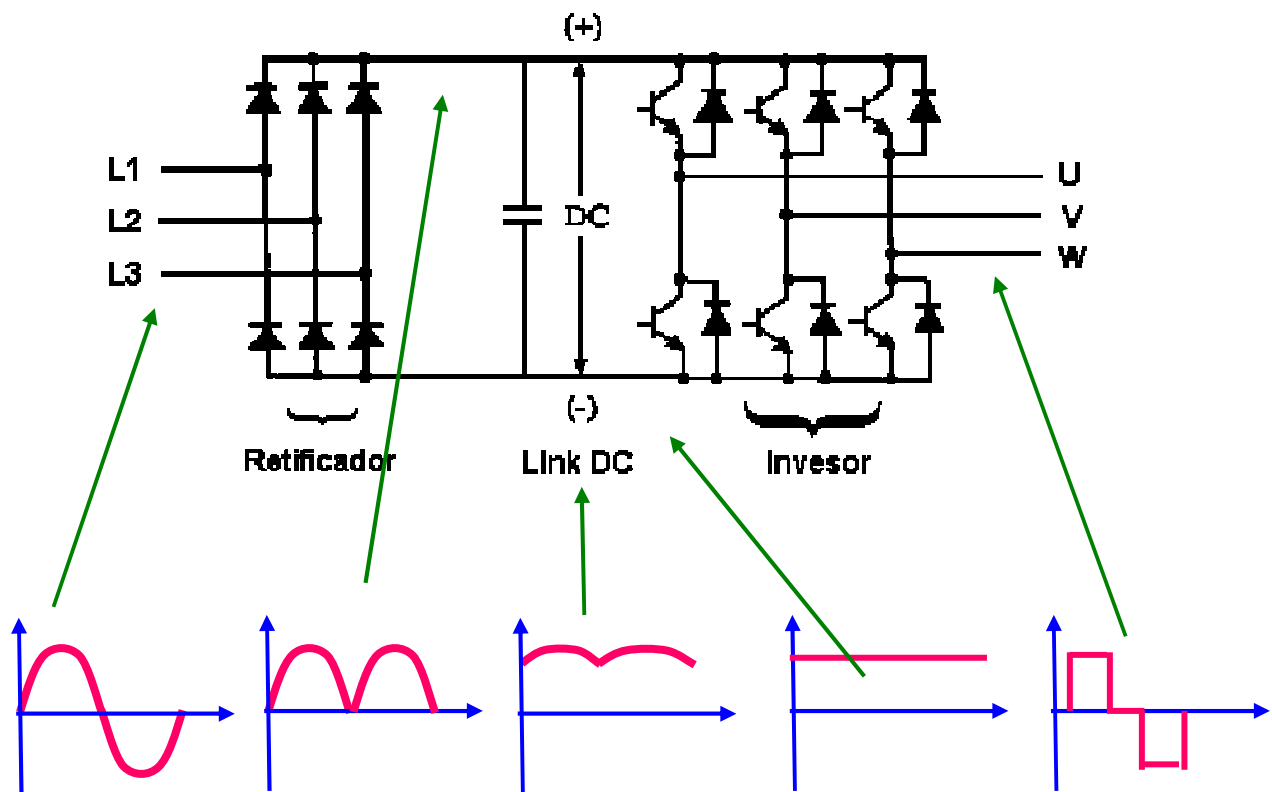 (+)
L1
L2
L3
DC
U
V
W
(-)
Retificador
Link DC
Invesor